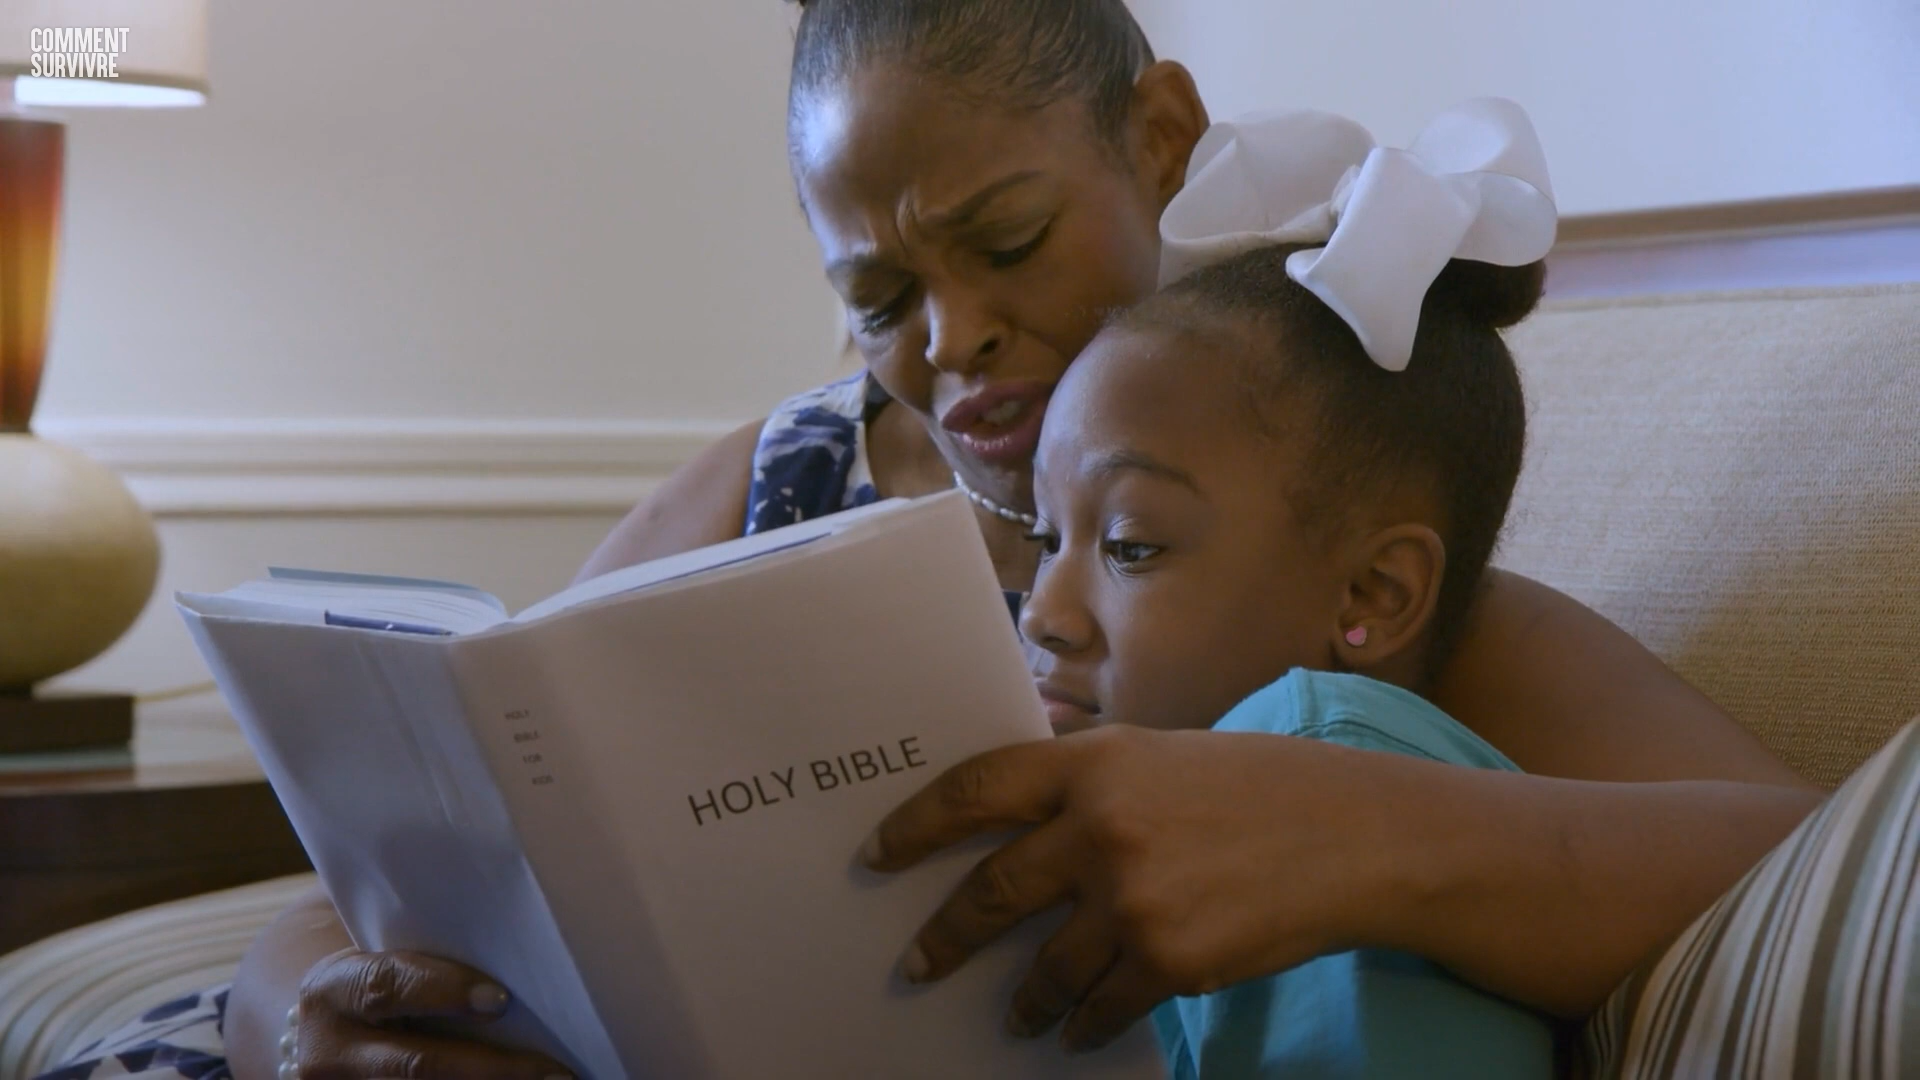 COMMENT
SURVIVRE
HOLY
BIBLE
FOR
KIDS
HOLY BIBLE